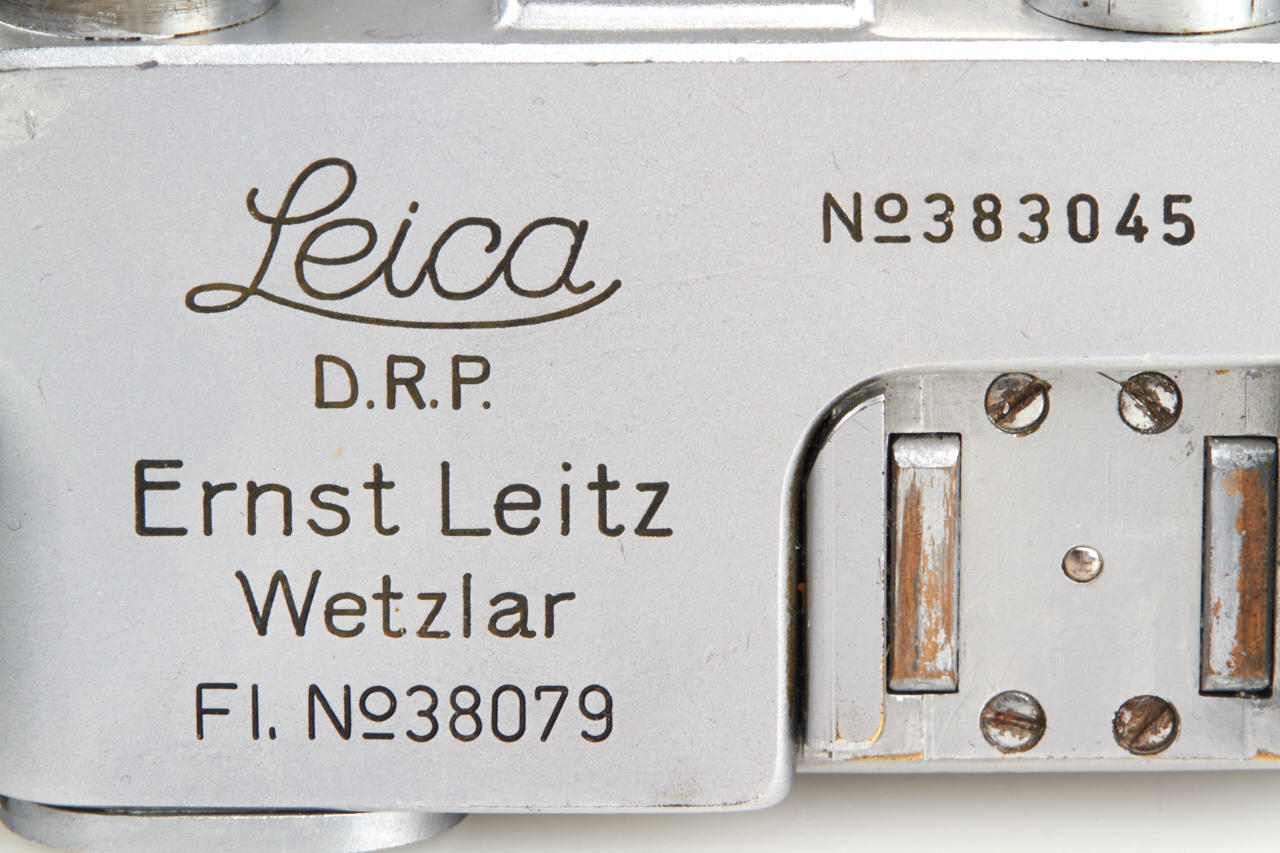 Leica
D.R.P.
Ernst Leitz
Wetzlar
Fl. Nº38079
Nº383045